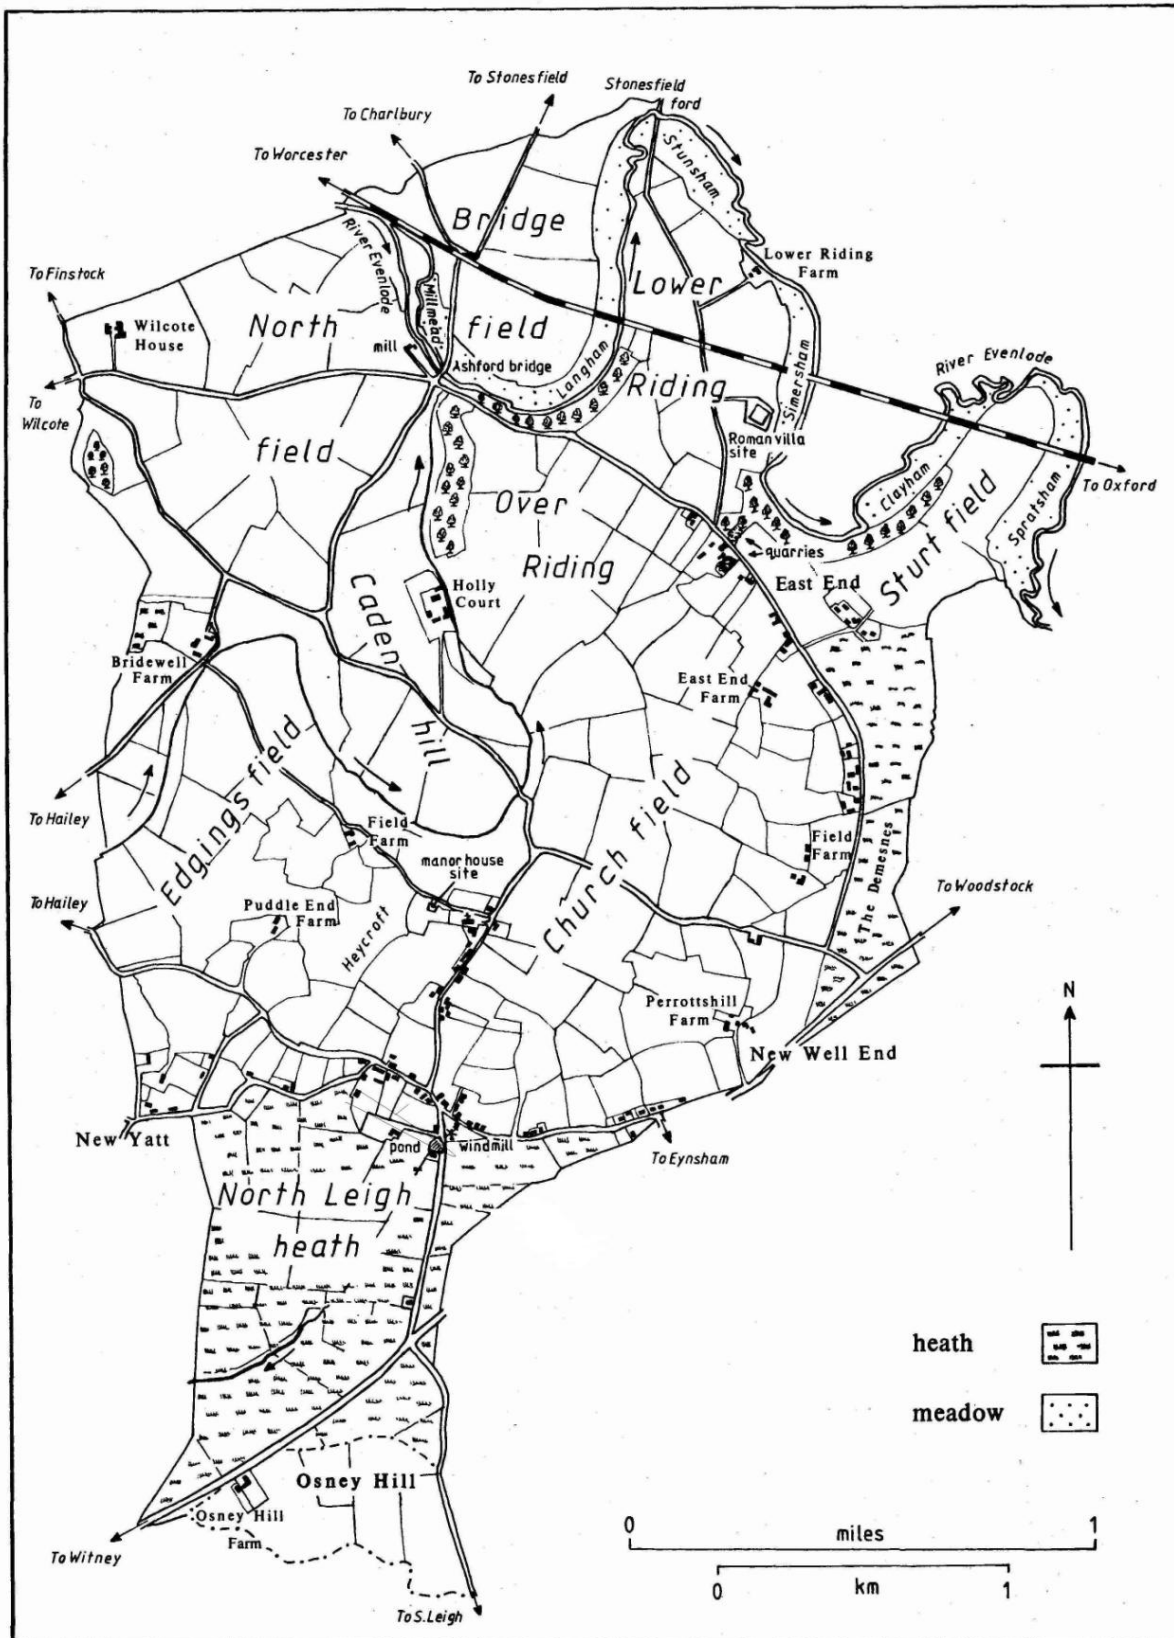 To Stonesfield
Stonesfield
ford
To Charlbury
To Worcester
Stunsham
Bridge
River Evenlode
Lower Riding
Farm
To Finstock
Lower
Millmead
Wilcote
House
North
field
mill
Ashford bridge
Langham
Simersham
River Evenlode
To
Wilcote
Riding
Roman villa
site
field
Clayham
To Oxford
Over
Spratsham
Sturt field
quarries
Riding
East End
Holly
Court
Caden
hill
Bridewell
Farm
East End
Farm
Edgings field
Church field
To Hailey
Field
Farm
Field
Farm
The Demesnes
manor house
site
To Woodstock
To Hailey
Puddle End
Farm
Heycroft
Perrottshill
Farm
N
New Well End
New Yatt
pond
windmill
To Eynsham
North Leigh
heath
heath
meadow
Osney Hill
Osney Hill
Farm
0 miles 1
To Witney
0 km 1
To S.Leigh